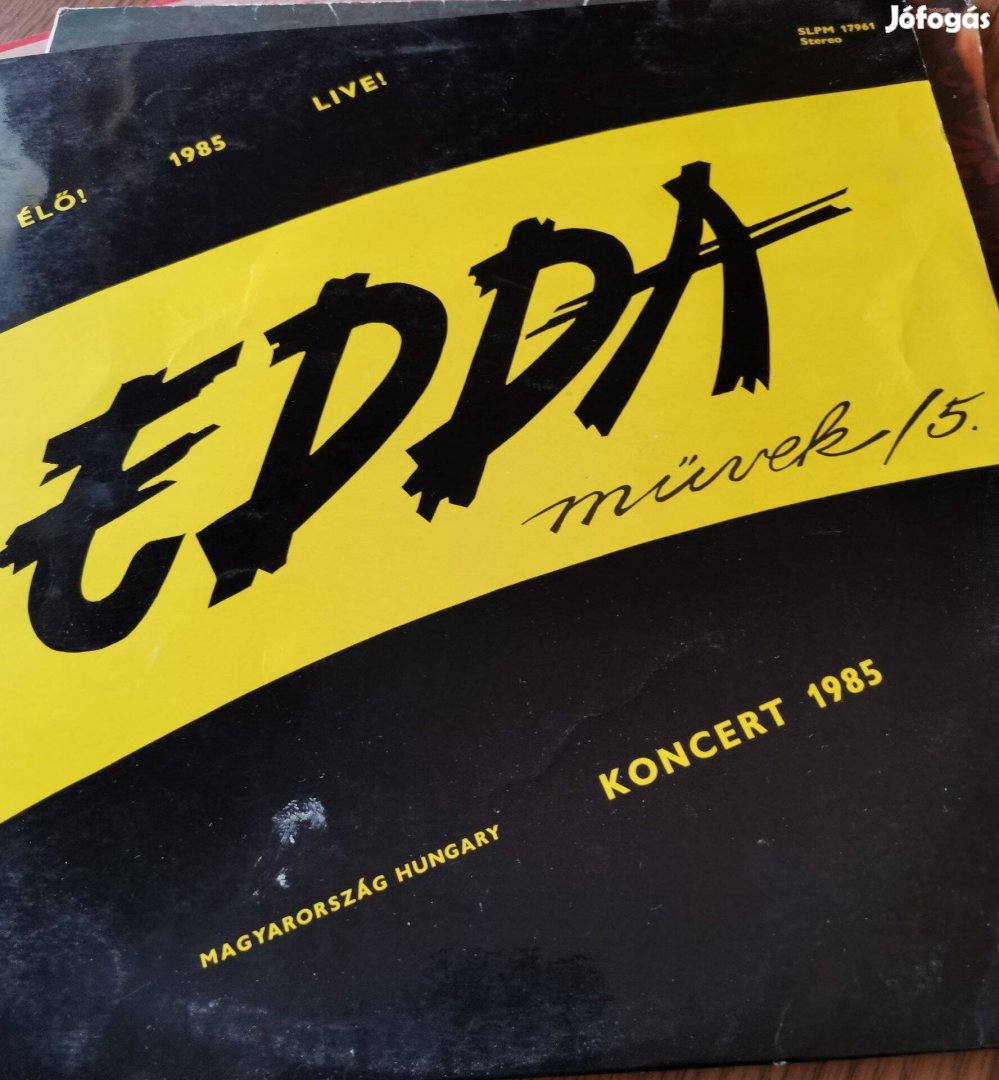 Jófogás
SLPM 17961
Stereo
ÉLŐ! 1985 LIVE!
EDDA
művek /5.
KONCERT 1985
MAGYARORSZÁG HUNGARY